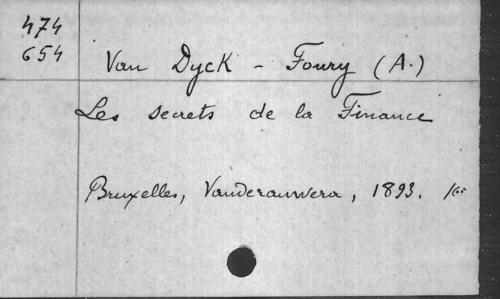 474
654
Van Dyck - Foury (A.)
Les secrets de la Finance
Bruxelles, Vanderauwera, 1893.